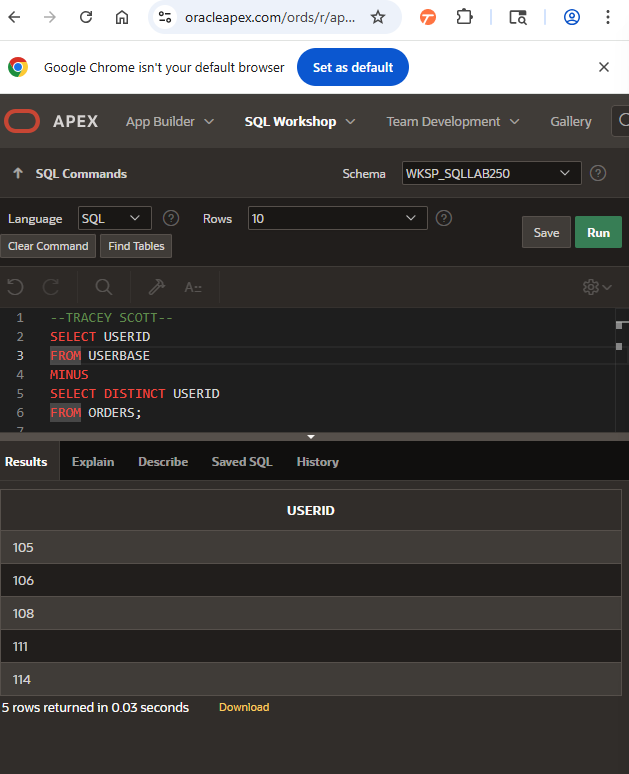 oracleapex.com/ords/r/ap...
Google Chrome isn't your default browser Set as default
APEX App Builder SQL Workshop Team Development Gallery
SQL Commands Schema WKSP_SQLLAB250
Language SQL Rows 10
Clear Command Find Tables Save Run
A::
1 --TRACEY SCOTT--
2 SELECT USERID
3 FROM USERBASE
4 MINUS
5 SELECT DISTINCT USERID
6 FROM ORDERS;
7
Results Explain Describe Saved SQL History
USERID
105
106
108
111
114
5 rows returned in 0.03 seconds Download